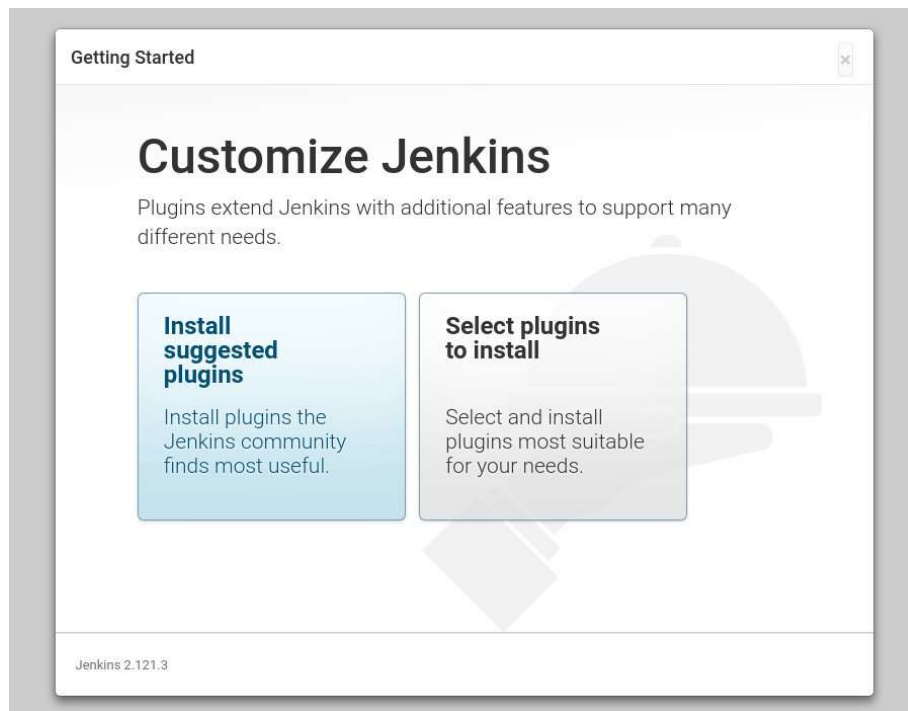 Getting Started
×
Customize Jenkins
Plugins extend Jenkins with additional features to support many
different needs.
Install
suggested
plugins
Install plugins the
Jenkins community
finds most useful.
Select plugins
to install
Select and install
plugins most suitable
for your needs.
Jenkins 2.121.3